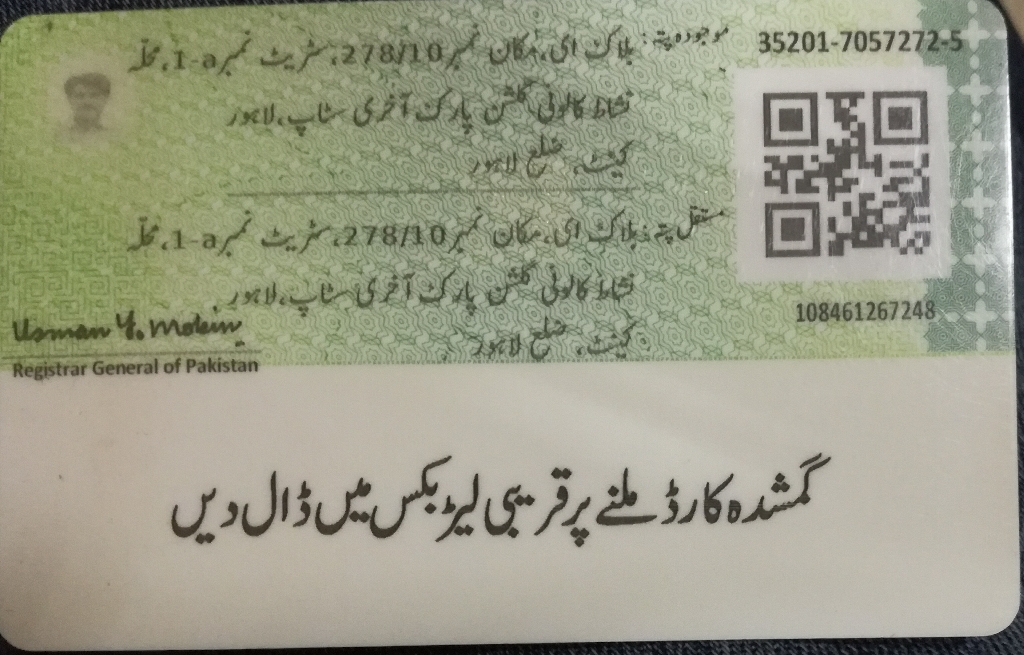 35201-7057272-5
موجودہ پتہ: بلاک ای، مکان نمبر 278/10، سٹریٹ نمبر 1-a، محلہ
نشاط کالونی گلشن پارک آخری سٹاپ، لاہور
کینٹ، ضلع لاہور
مستقل پتہ: بلاک ای، مکان نمبر 278/10، سٹریٹ نمبر 1-a، محلہ
نشاط کالونی گلشن پارک آخری سٹاپ، لاہور
کینٹ، ضلع لاہور
108461267248
Usman Y. Mobin
Registrar General of Pakistan
گمشدہ کارڈ ملنے پر قریبی لیٹر بکس میں ڈال دیں